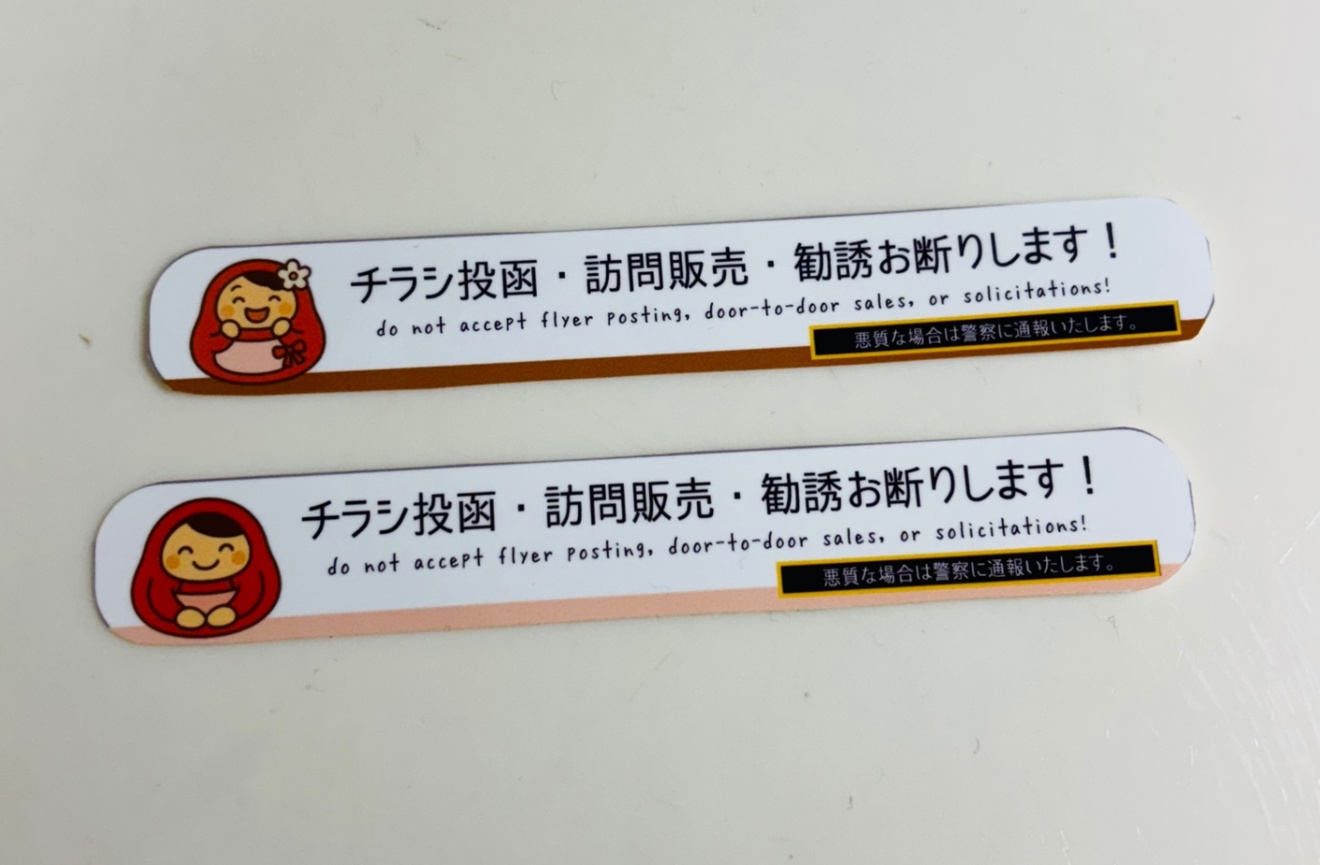 チラシ投函・訪問販売・勧誘お断りします！
do not accept flyer posting, door-to-door sales, or solicitations!
悪質な場合は警察に通報いたします。
チラシ投函・訪問販売・勧誘お断りします！
do not accept flyer posting, door-to-door sales, or solicitations!
悪質な場合は警察に通報いたします。